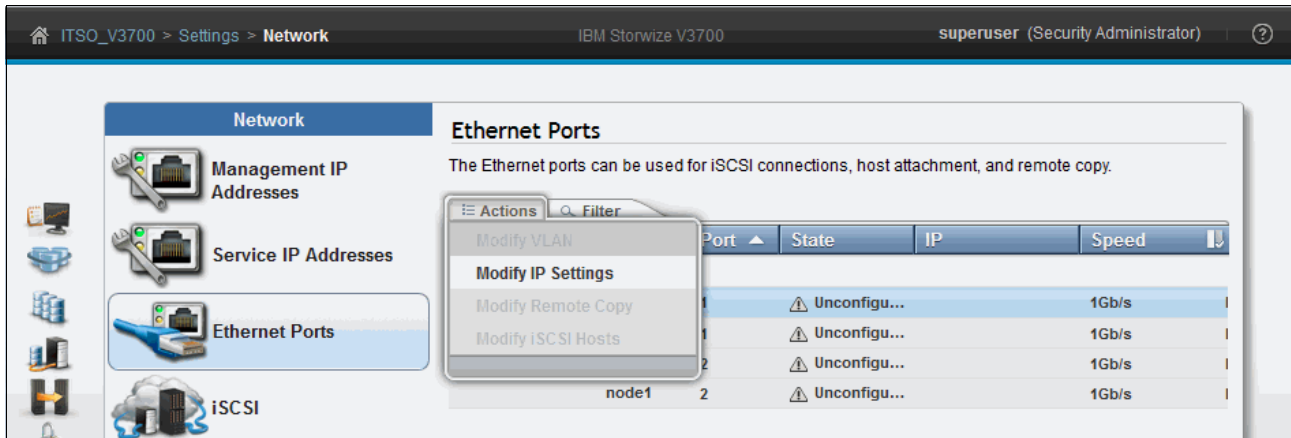 ITSO_V3700 > Settings > Network
IBM Storwize V3700
superuser (Security Administrator)
?
Network
Management IP
Addresses
Service IP Addresses
Ethernet Ports
iSCSI
Ethernet Ports
The Ethernet ports can be used for iSCSI connections, host attachment, and remote copy.
Actions
Filter
Modify VLAN
Modify IP Settings
Modify Remote Copy
Modify iSCSI Hosts
Port State IP Speed
1 Unconfigu... 1Gb/s
1 Unconfigu... 1Gb/s
2 Unconfigu... 1Gb/s
node1 2 Unconfigu... 1Gb/s